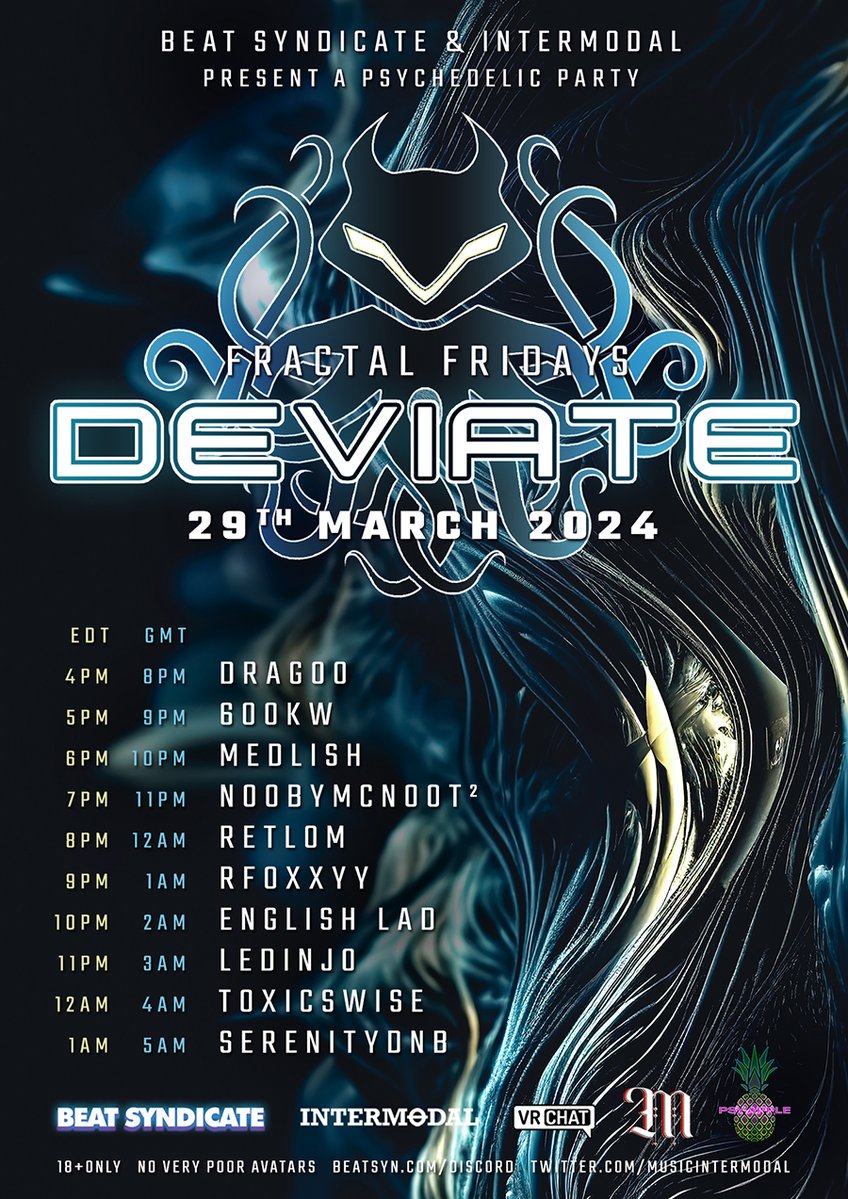 BEAT SYNDICATE & INTERMODAL
PRESENT A PSYCHEDELIC PARTY
FRACTAL FRIDAYS
DEVIATE
29TH MARCH 2024
EDT GMT
4PM 8PM DRAGOO
5PM 9PM 600KW
6PM 10PM MEDLISH
7PM 11PM NOOBYMCNOOT²
8PM 12AM RETLOM
9PM 1AM RFOXXYY
10PM 2AM ENGLISH LAD
11PM 3AM LEDINJO
12AM 4AM TOXICSWISE
1AM 5AM SERENITYDNB
BEAT SYNDICATE INTERMODAL VRCHAT M
18+ONLY NO VERY POOR AVATARS BEATSYN.COM/DISCORD TWITTER.COM/MUSICINTERMODAL